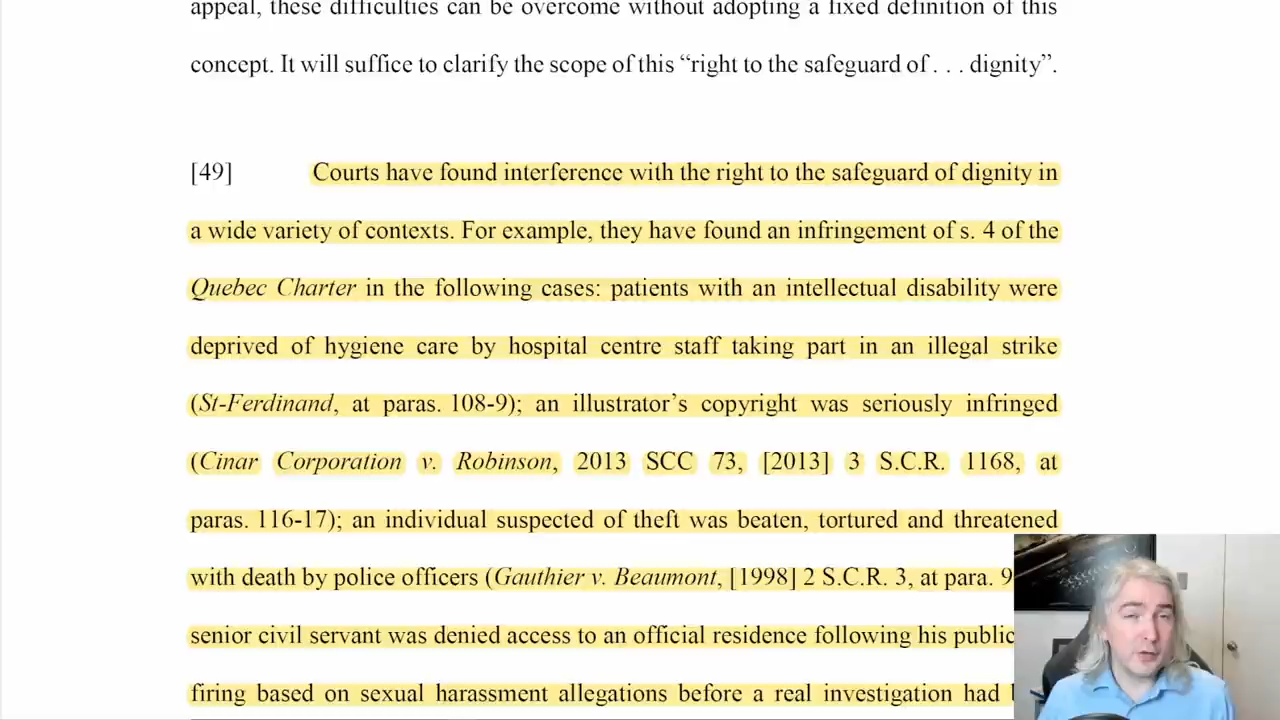 appeal, these difficulties can be overcome without adopting a fixed definition of this
concept. It will suffice to clarify the scope of this “right to the safeguard of . . . dignity”.
[49] Courts have found interference with the right to the safeguard of dignity in
a wide variety of contexts. For example, they have found an infringement of s. 4 of the
Quebec Charter in the following cases: patients with an intellectual disability were
deprived of hygiene care by hospital centre staff taking part in an illegal strike
(St-Ferdinand, at paras. 108-9); an illustrator’s copyright was seriously infringed
(Cinar Corporation v. Robinson, 2013 SCC 73, [2013] 3 S.C.R. 1168, at
paras. 116-17); an individual suspected of theft was beaten, tortured and threatened
with death by police officers (Gauthier v. Beaumont, [1998] 2 S.C.R. 3, at para. 9
senior civil servant was denied access to an official residence following his public
firing based on sexual harassment allegations before a real investigation had